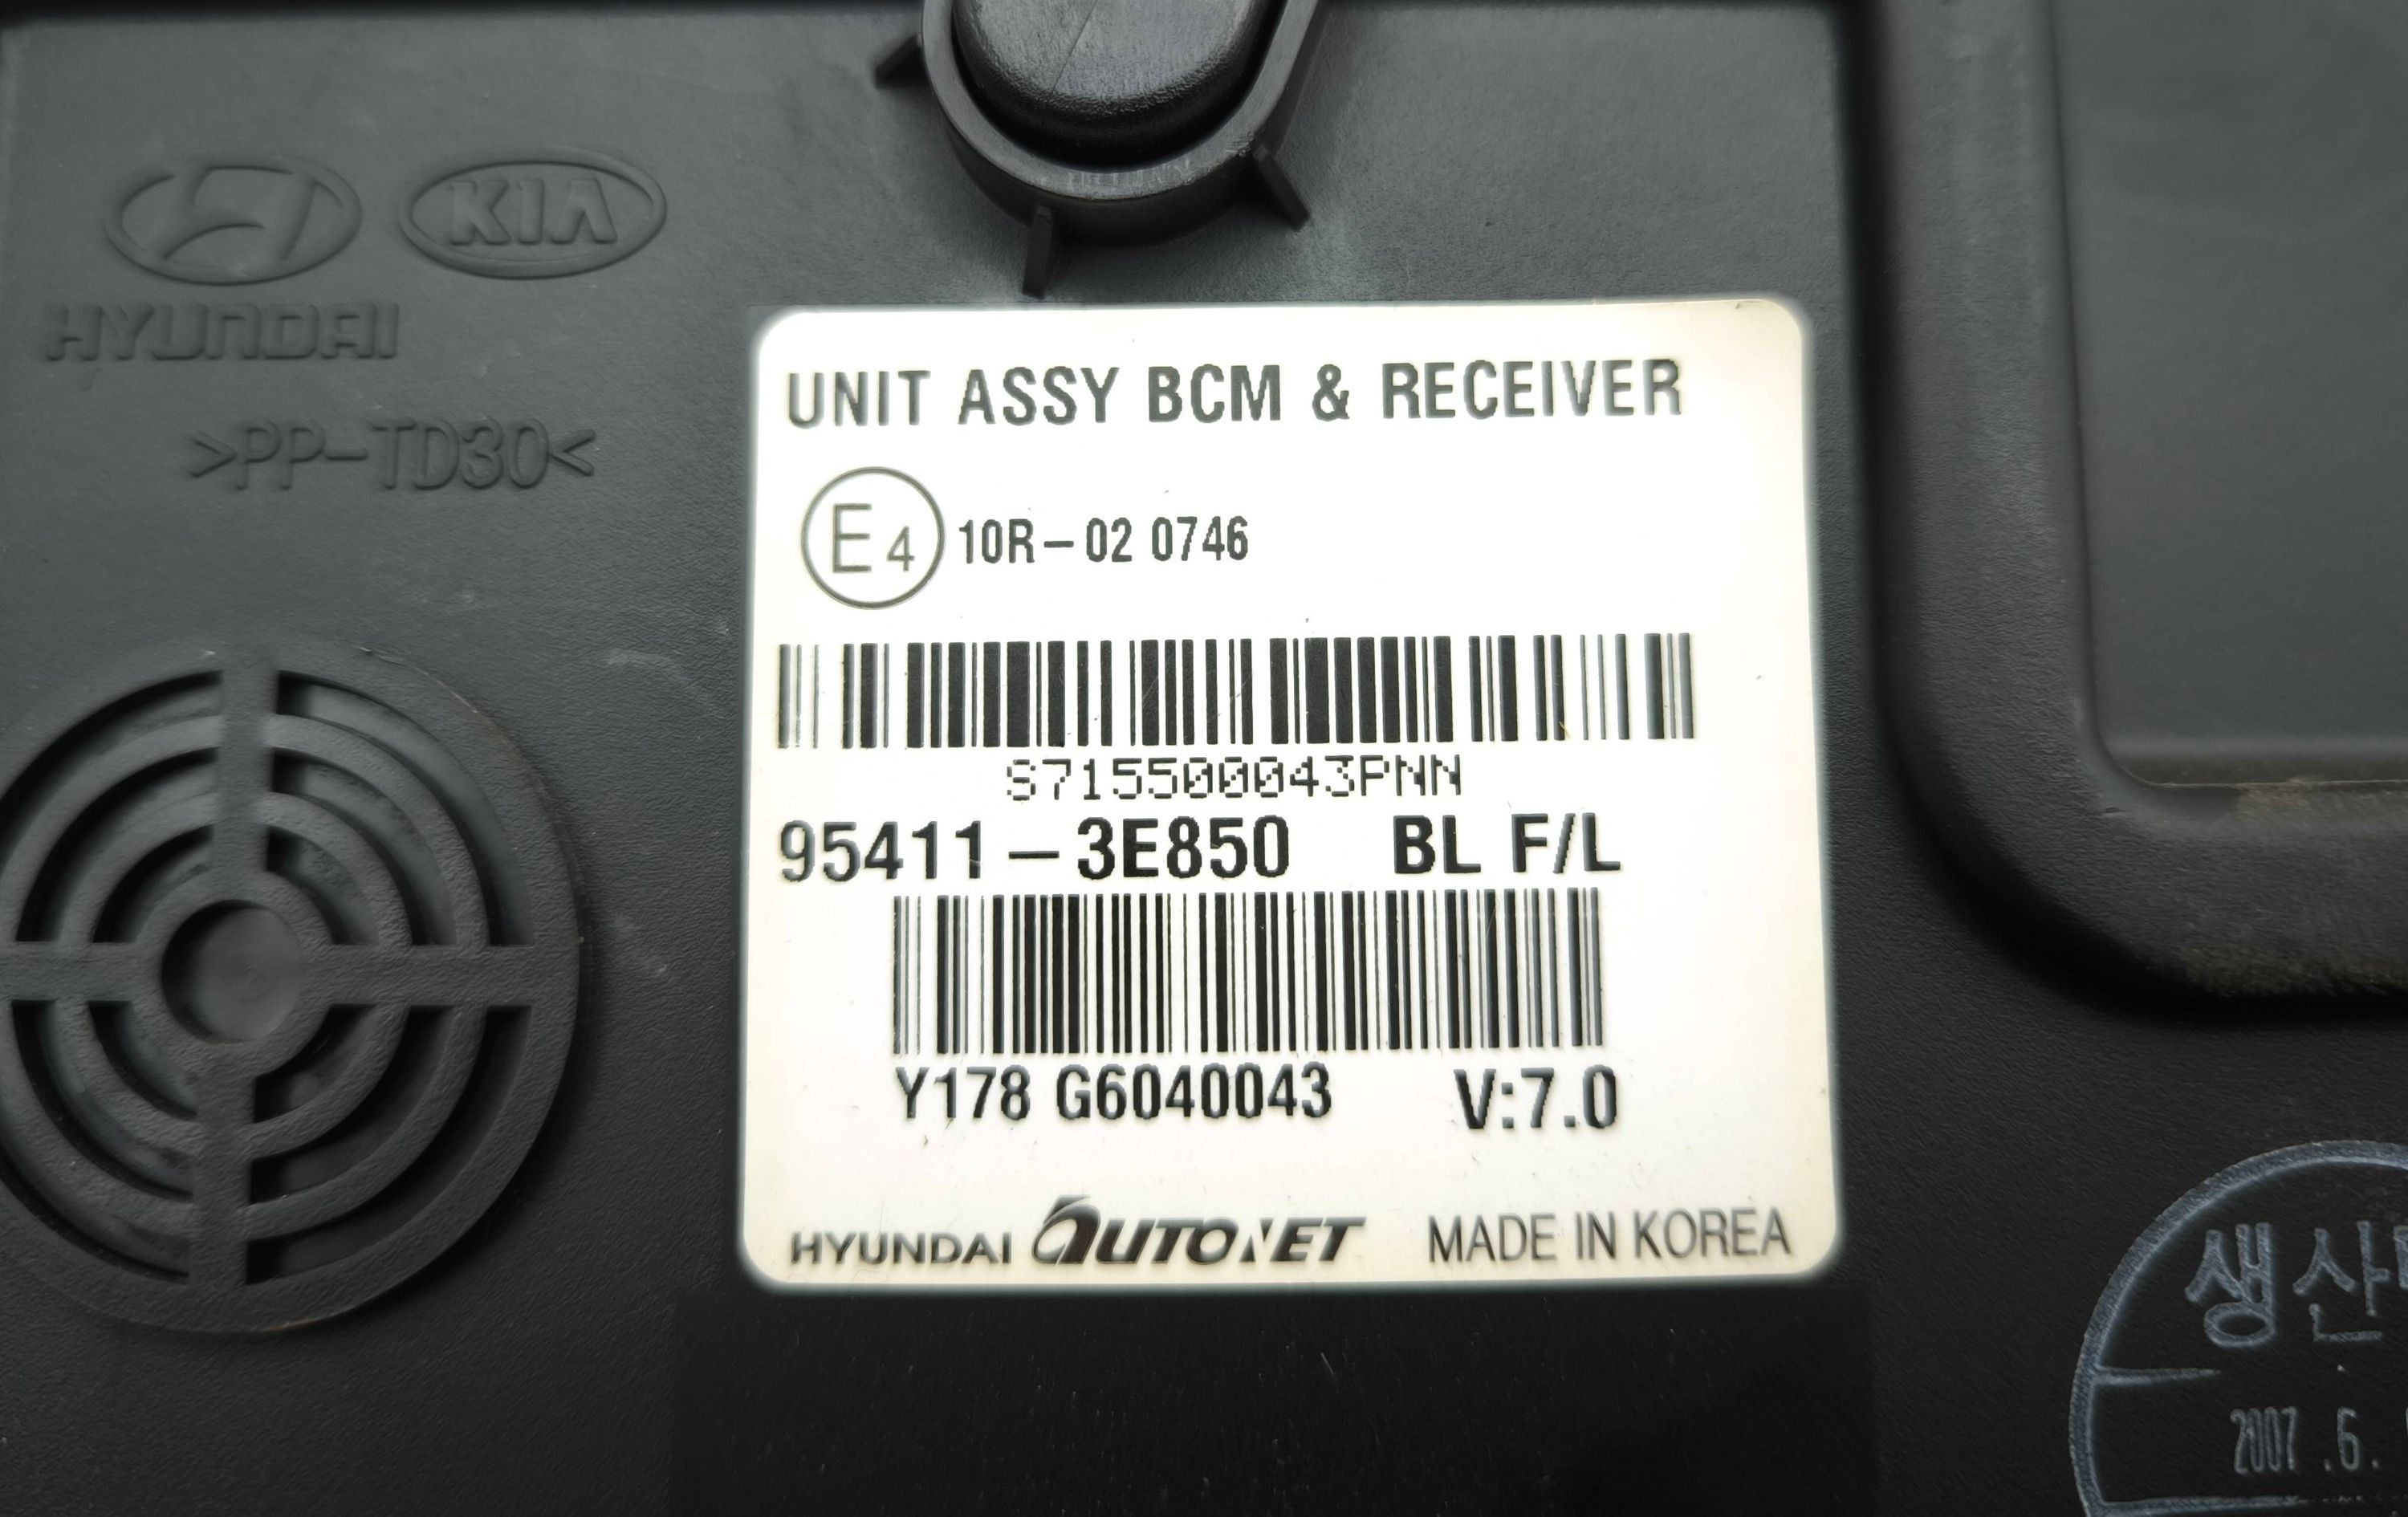 KIA
HYUNDAI
>PP-TD30<
UNIT ASSY BCM & RECEIVER
E4 10R-02 0746
S715500043PNN
95411-3E850 BL F/L
Y178 G6040043 V:7.0
HYUNDAI AUTONET MADE IN KOREA
생산
2007.6.